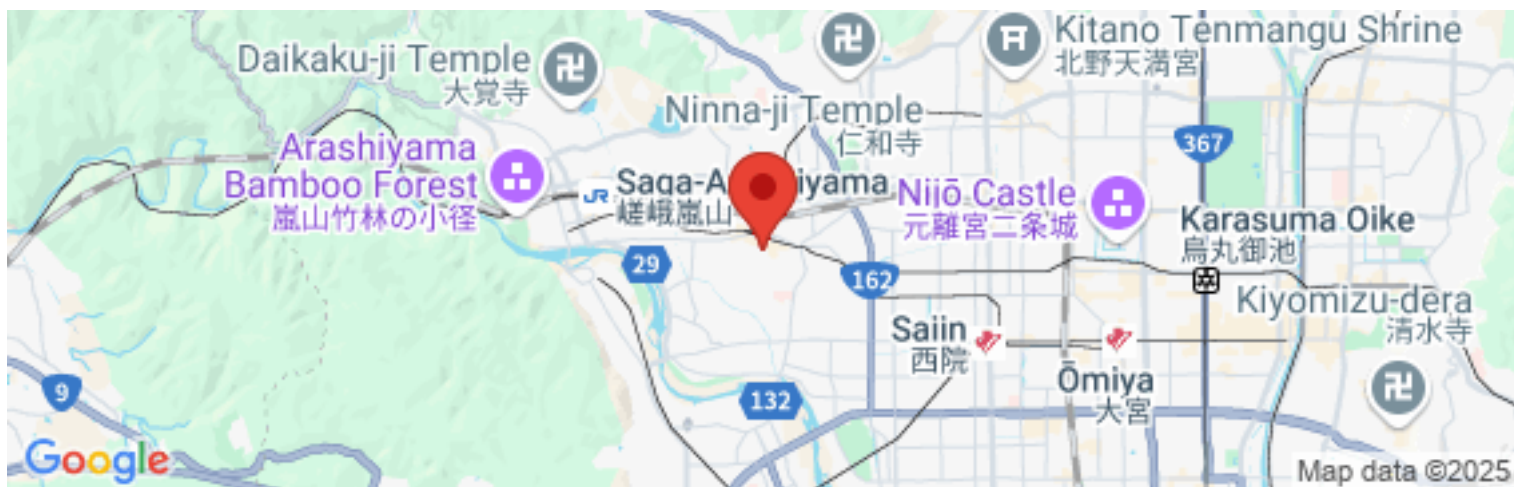 Kitano Tenmangu Shrine
北野天満宮
Daikaku-ji Temple
大覚寺
Ninna-ji Temple
仁和寺
367
Arashiyama
Bamboo Forest
嵐山竹林の小径
JR
嵯峨嵐山
Nijō Castle
元離宮二条城
Karasuma Oike
烏丸御池
29
162
Kiyomizu-dera
清水寺
Saiin
西院
Ōmiya
大宮
9
132
Google
Map data ©2025